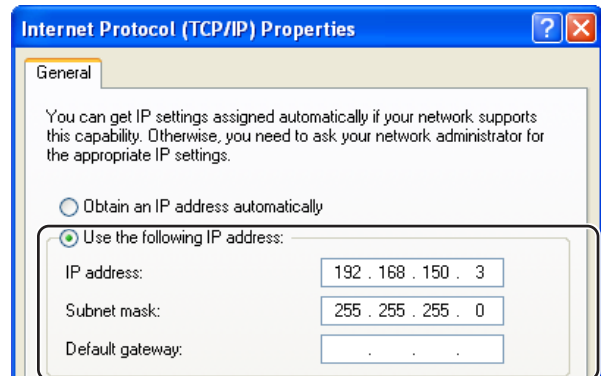 Internet Protocol (TCP/IP) Properties
General
You can get IP settings assigned automatically if your network supports
this capability. Otherwise, you need to ask your network administrator for
the appropriate IP settings.
Obtain an IP address automatically
Use the following IP address:
IP address: 192 . 168 . 150 . 3
Subnet mask: 255 . 255 . 255 . 0
Default gateway: . . .